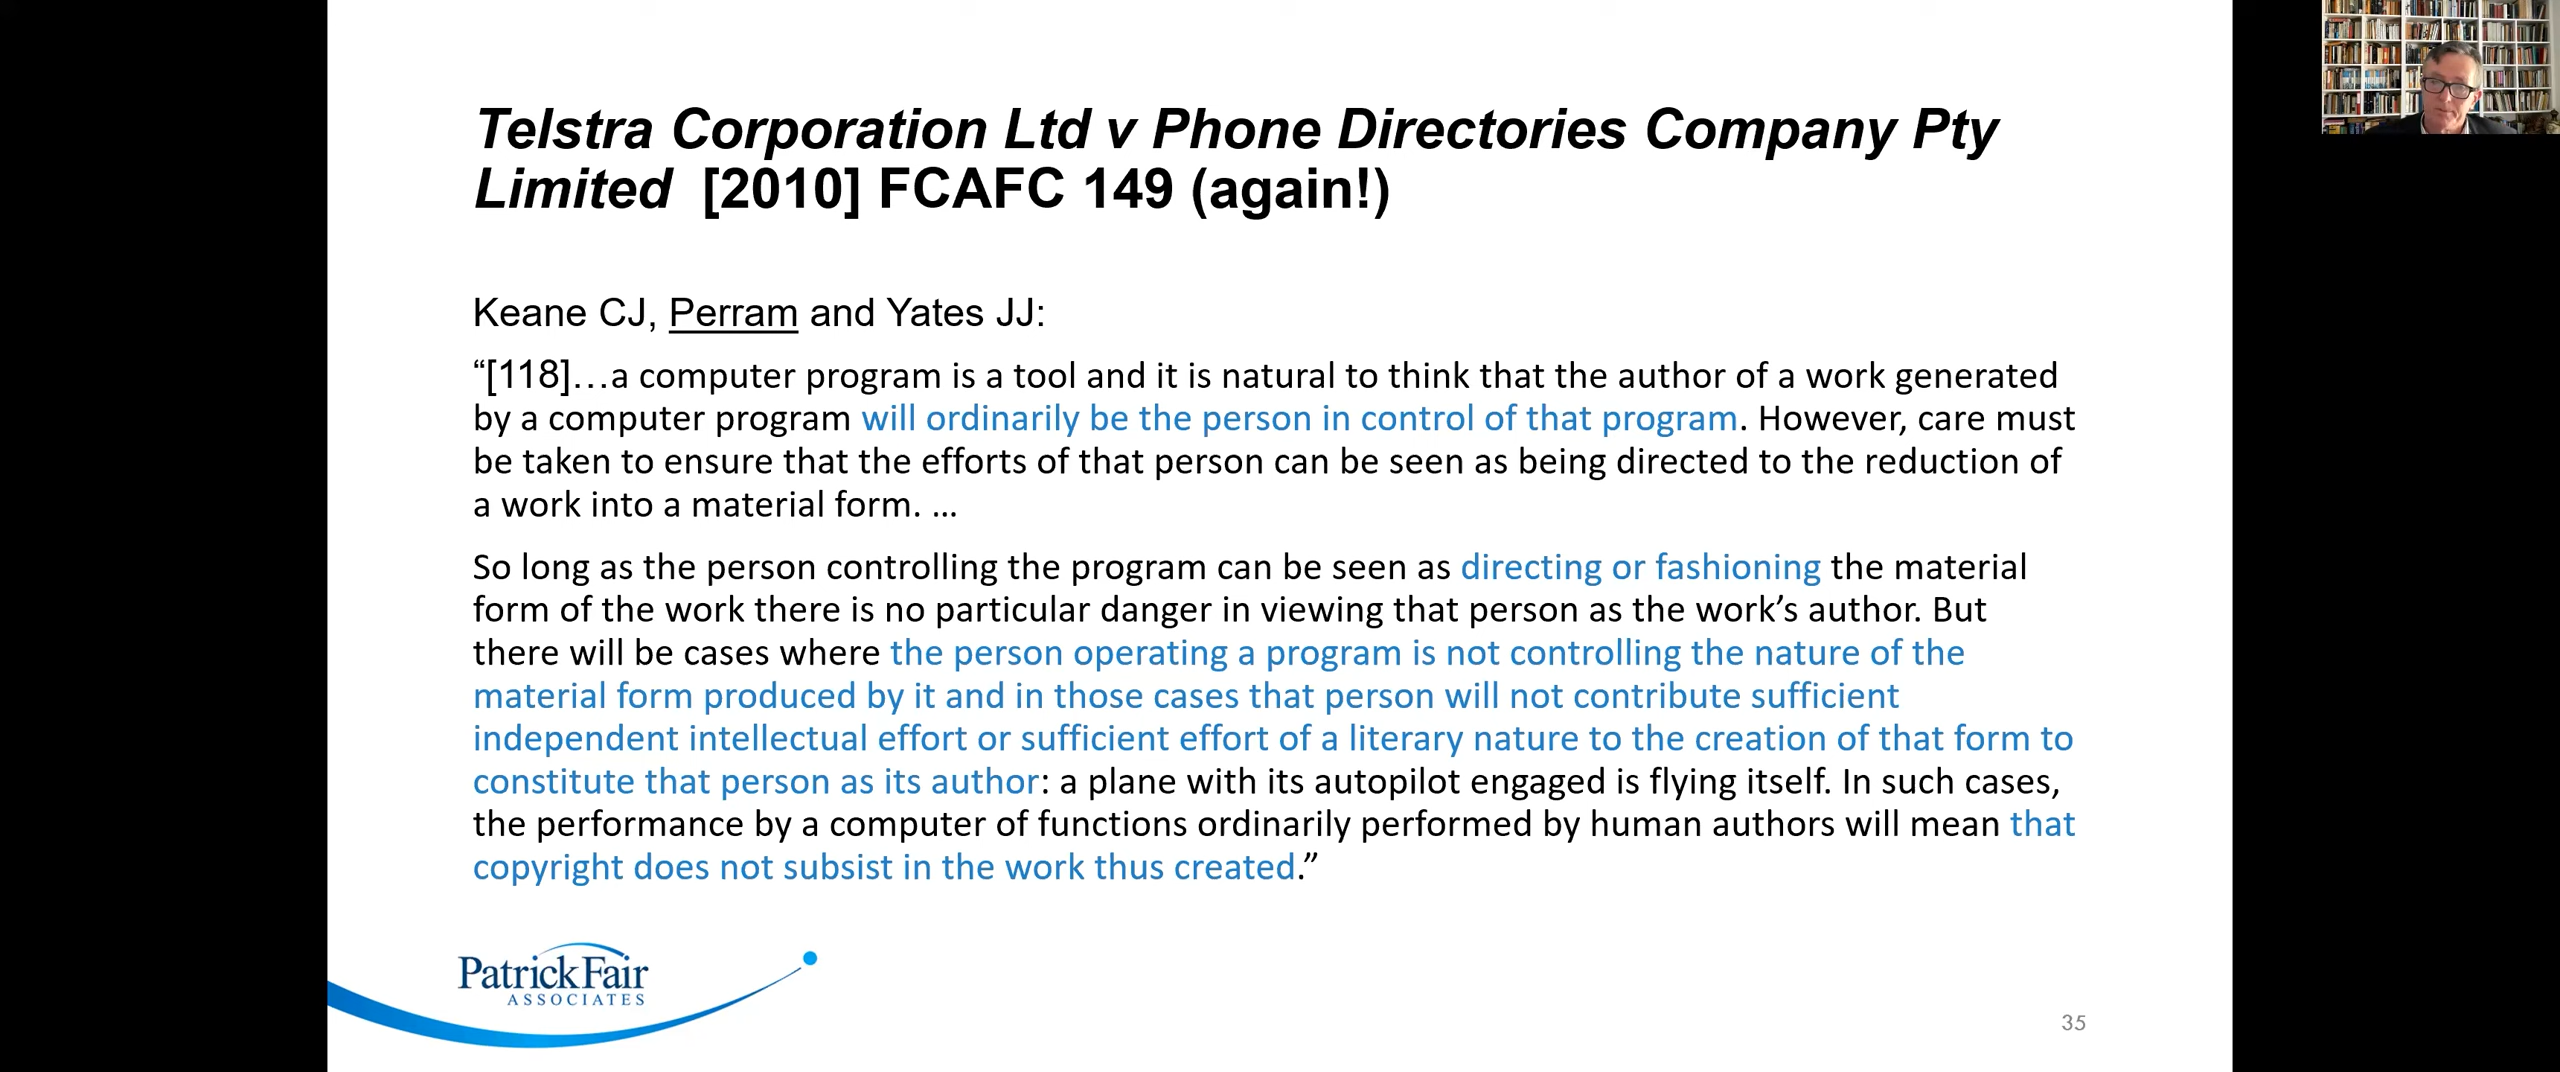 Telstra Corporation Ltd v Phone Directories Company Pty
Limited [2010] FCAFC 149 (again!)
Keane CJ, Perram and Yates JJ:
“[118]…a computer program is a tool and it is natural to think that the author of a work generated
by a computer program will ordinarily be the person in control of that program. However, care must
be taken to ensure that the efforts of that person can be seen as being directed to the reduction of
a work into a material form. …
So long as the person controlling the program can be seen as directing or fashioning the material
form of the work there is no particular danger in viewing that person as the work’s author. But
there will be cases where the person operating a program is not controlling the nature of the
material form produced by it and in those cases that person will not contribute sufficient
independent intellectual effort or sufficient effort of a literary nature to the creation of that form to
constitute that person as its author: a plane with its autopilot engaged is flying itself. In such cases,
the performance by a computer of functions ordinarily performed by human authors will mean that
copyright does not subsist in the work thus created.”
PatrickFair
ASSOCIATES
35